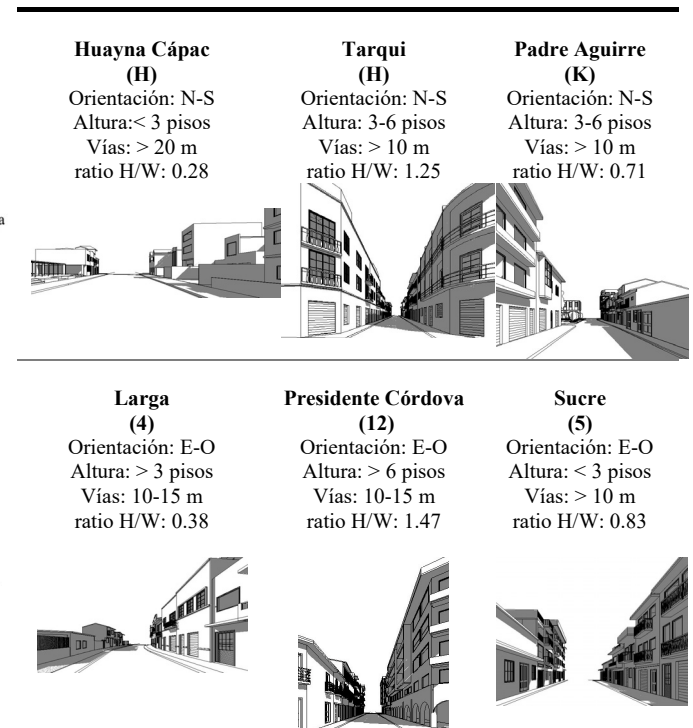 Huayna Cápac
(H)
Orientación: N-S
Altura:< 3 pisos
Vías: > 20 m
ratio H/W: 0.28
Tarqui
(H)
Orientación: N-S
Altura: 3-6 pisos
Vías: > 10 m
ratio H/W: 1.25
Padre Aguirre
(K)
Orientación: N-S
Altura: 3-6 pisos
Vías: > 10 m
ratio H/W: 0.71
a
Larga
(4)
Orientación: E-O
Altura: > 3 pisos
Vías: 10-15 m
ratio H/W: 0.38
Presidente Córdova
(12)
Orientación: E-O
Altura: > 6 pisos
Vías: 10-15 m
ratio H/W: 1.47
Sucre
(5)
Orientación: E-O
Altura: < 3 pisos
Vías: > 10 m
ratio H/W: 0.83